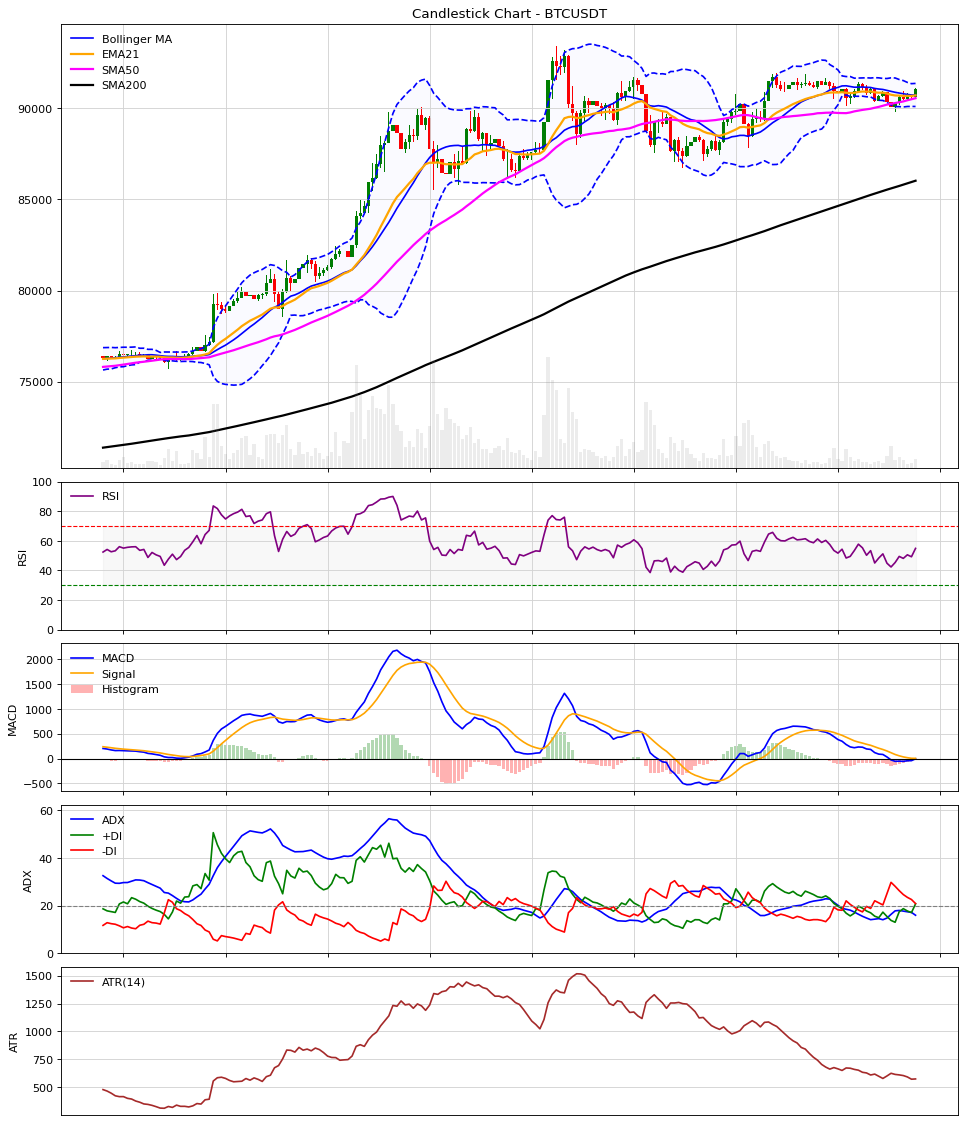 Candlestick Chart - BTCUSDT
Bollinger MA
EMA21
SMA50
SMA200
90000
85000
80000
75000
RSI
RSI
100
80
60
40
20
0
MACD
Signal
Histogram
MACD
2000
1500
1000
500
0
−500
ADX
+DI
-DI
ADX
60
40
20
0
ATR(14)
ATR
1500
1250
1000
750
500